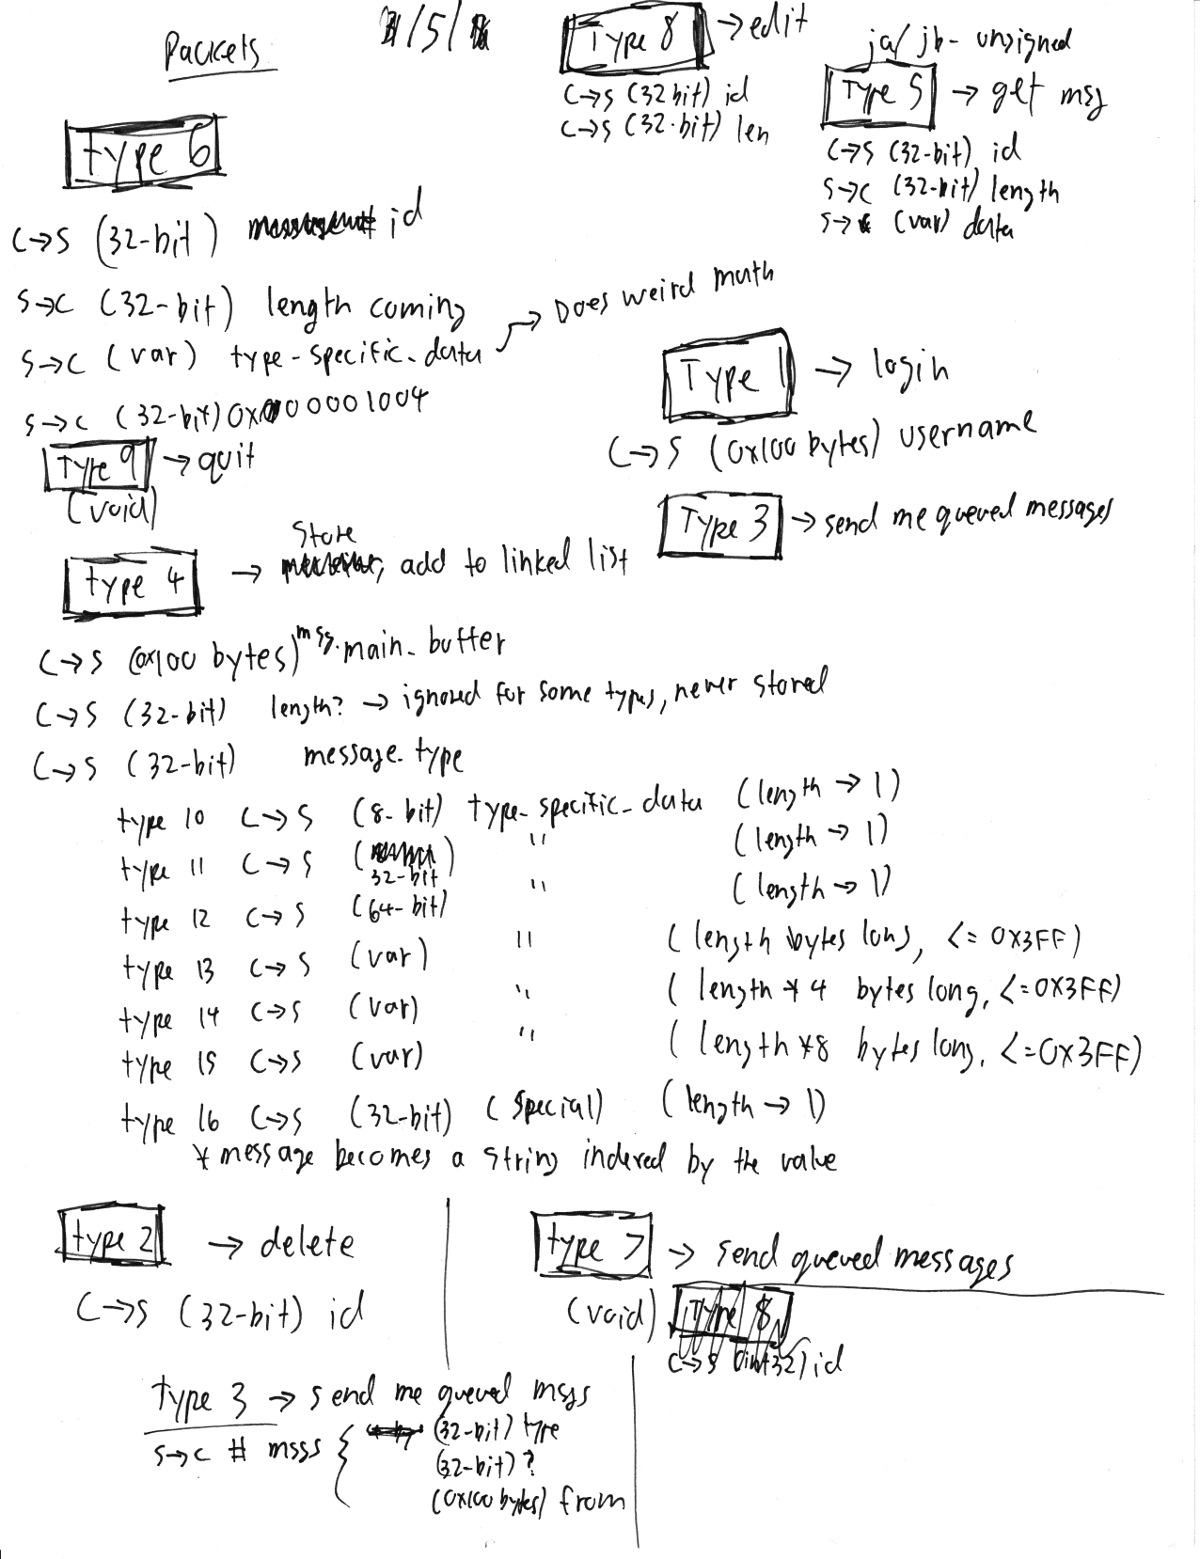 Packets
/5/
Type 8 → edit
C→S (32 bit) id
C→S (32-bit) len
ja/jb - unsigned
Type 5 → get msg
C→S (32-bit) id
S→C (32-bit) length
S→ (var) data
type 6
C→S (32-bit) id
S→C (32-bit) length coming
S→C (var) type-specific-data → Does weird math
S→C (32-bit) 0x00001004
Type 9 → quit
(void)
Type 1 → login
C→S (0x100 bytes) username
Type 3 → send me queued messages
type 4 → store, add to linked list
C→S (0x100 bytes) msg.main_buffer
C→S (32-bit) length? → ignored for some types, never stored
C→S (32-bit) message-type
type 10 C→S (8-bit) type-specific-data (length → 1)
type 11 C→S (32-bit) " (length → 1)
type 12 C→S (64-bit) " (length → 1)
type 13 C→S (var) " (length bytes long, <= 0x3FF)
type 14 C→S (var) " (length * 4 bytes long, <= 0x3FF)
type 15 C→S (var) " (length *8 bytes long, <= 0x3FF)
type 16 C→S (32-bit) (special) (length → 1)
* message becomes a string indexed by the value
type 2 → delete
C→S (32-bit) id
type 7 → send queued messages
(void)
Type 8
C→S (int32) id
type 3 → send me queued msgs
S→C # msgs { (32-bit) type
(32-bit) ?
(0x100 bytes) from